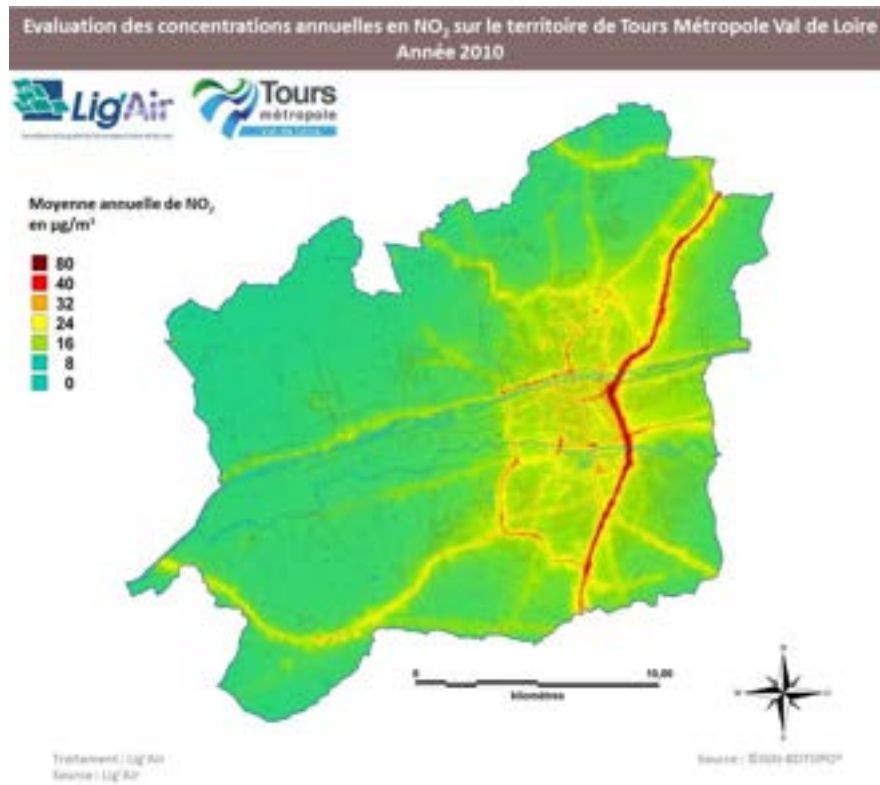 Evaluation des concentrations annuelles en NO₂ sur le territoire de Tours Métropole Val de Loire
Année 2010
Lig'Air
Tours
métropole
Moyenne annuelle de NO₂
en µg/m³
80
40
32
24
16
8
0
0 10,00
kilomètres
Traitement : Lig'Air
Source : Lig'Air
Source : ©IGN-BDTOPO®